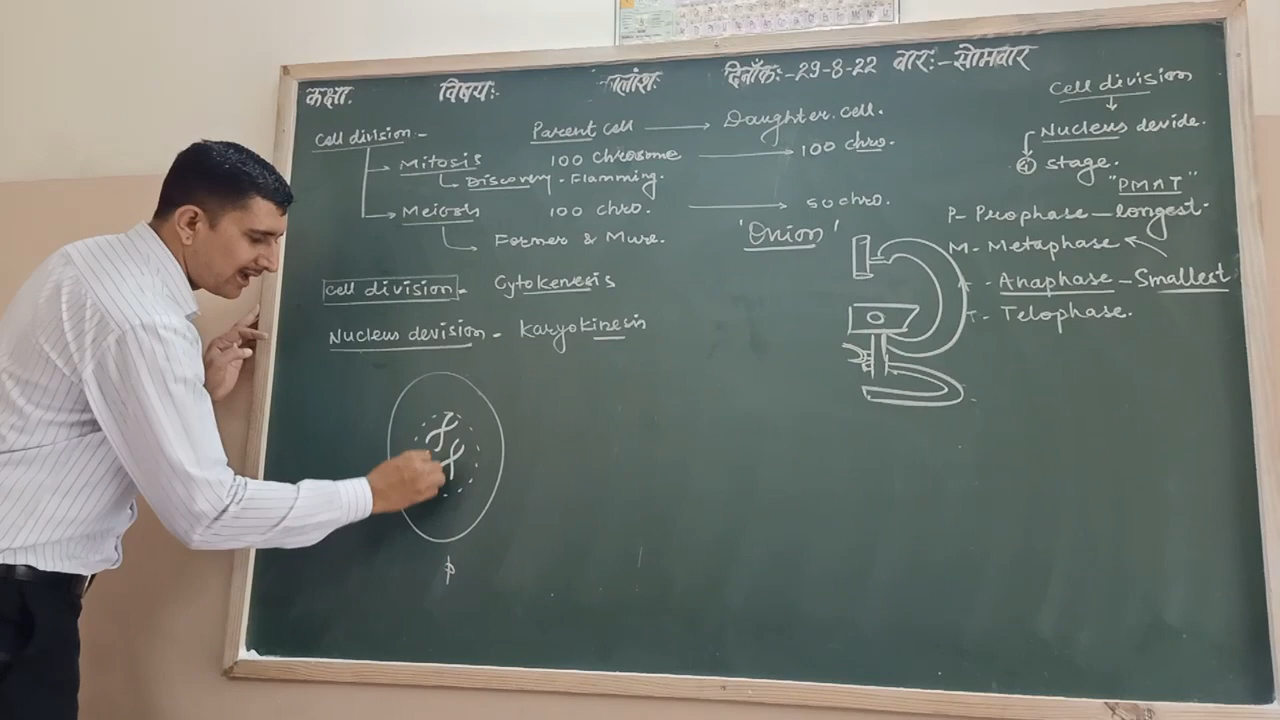 कक्षा: विषय:- कालांश: दिनाँक:-29-8-22 वार:-सोमवार
Cell division:-
Parent cell → Daughter cell.
→ Mitosis 100 chrosome → 100 chro.
Discovery - Flamming.
→ Meiosis 100 chro. → 50 chro.
Farmer & Mure.
'Onion'
Cell division - Cytokenesis
Nucleus devision - Karyokinesis
p
Cell division
↓
Nucleus devide.
④ stage.
"PMAT"
P- Prophase - longest.
M- Metaphase
A- Anaphase - Smallest
T- Telophase.